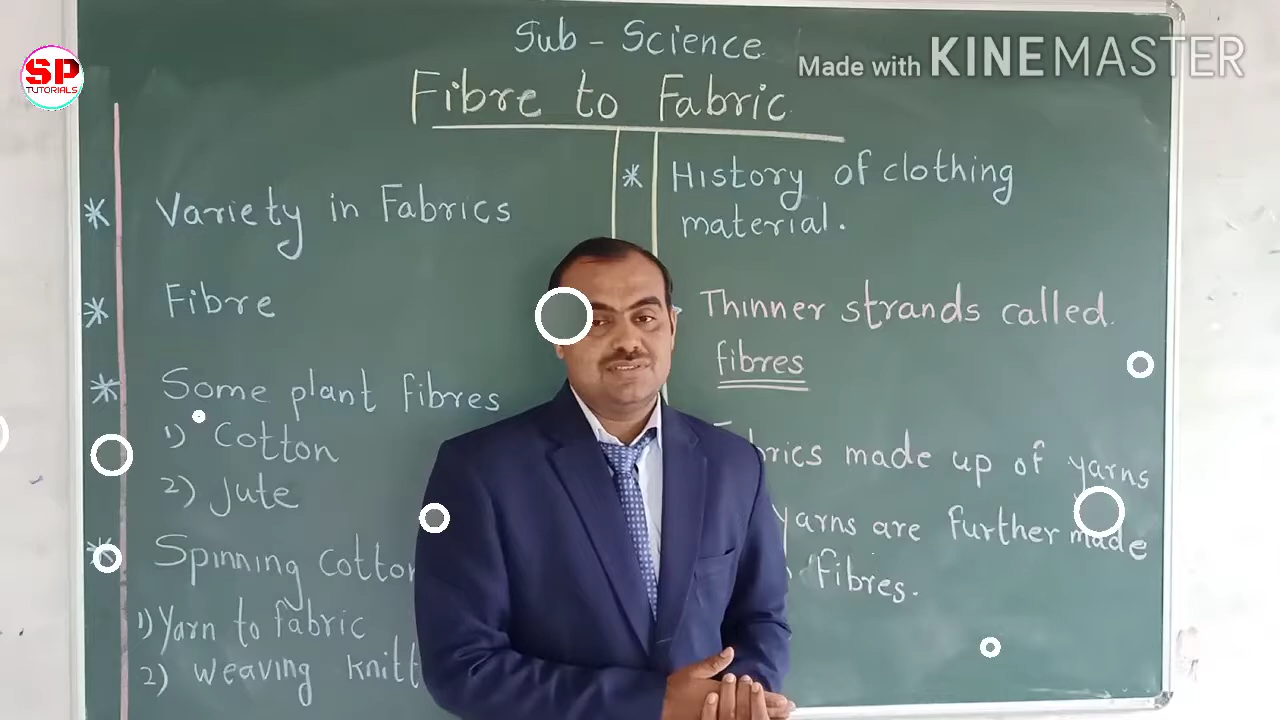 SP
TUTORIALS
Made with KINEMASTER
Sub - Science
Fibre to Fabric
* Variety in Fabrics
* Fibre
* Some plant fibres
1) Cotton
2) Jute
* Spinning cotton
1) Yarn to fabric
2) weaving knitt
* History of clothing
material.
Thinner strands called.
fibres
brics made up of yarns
yarns are further made
fibres.